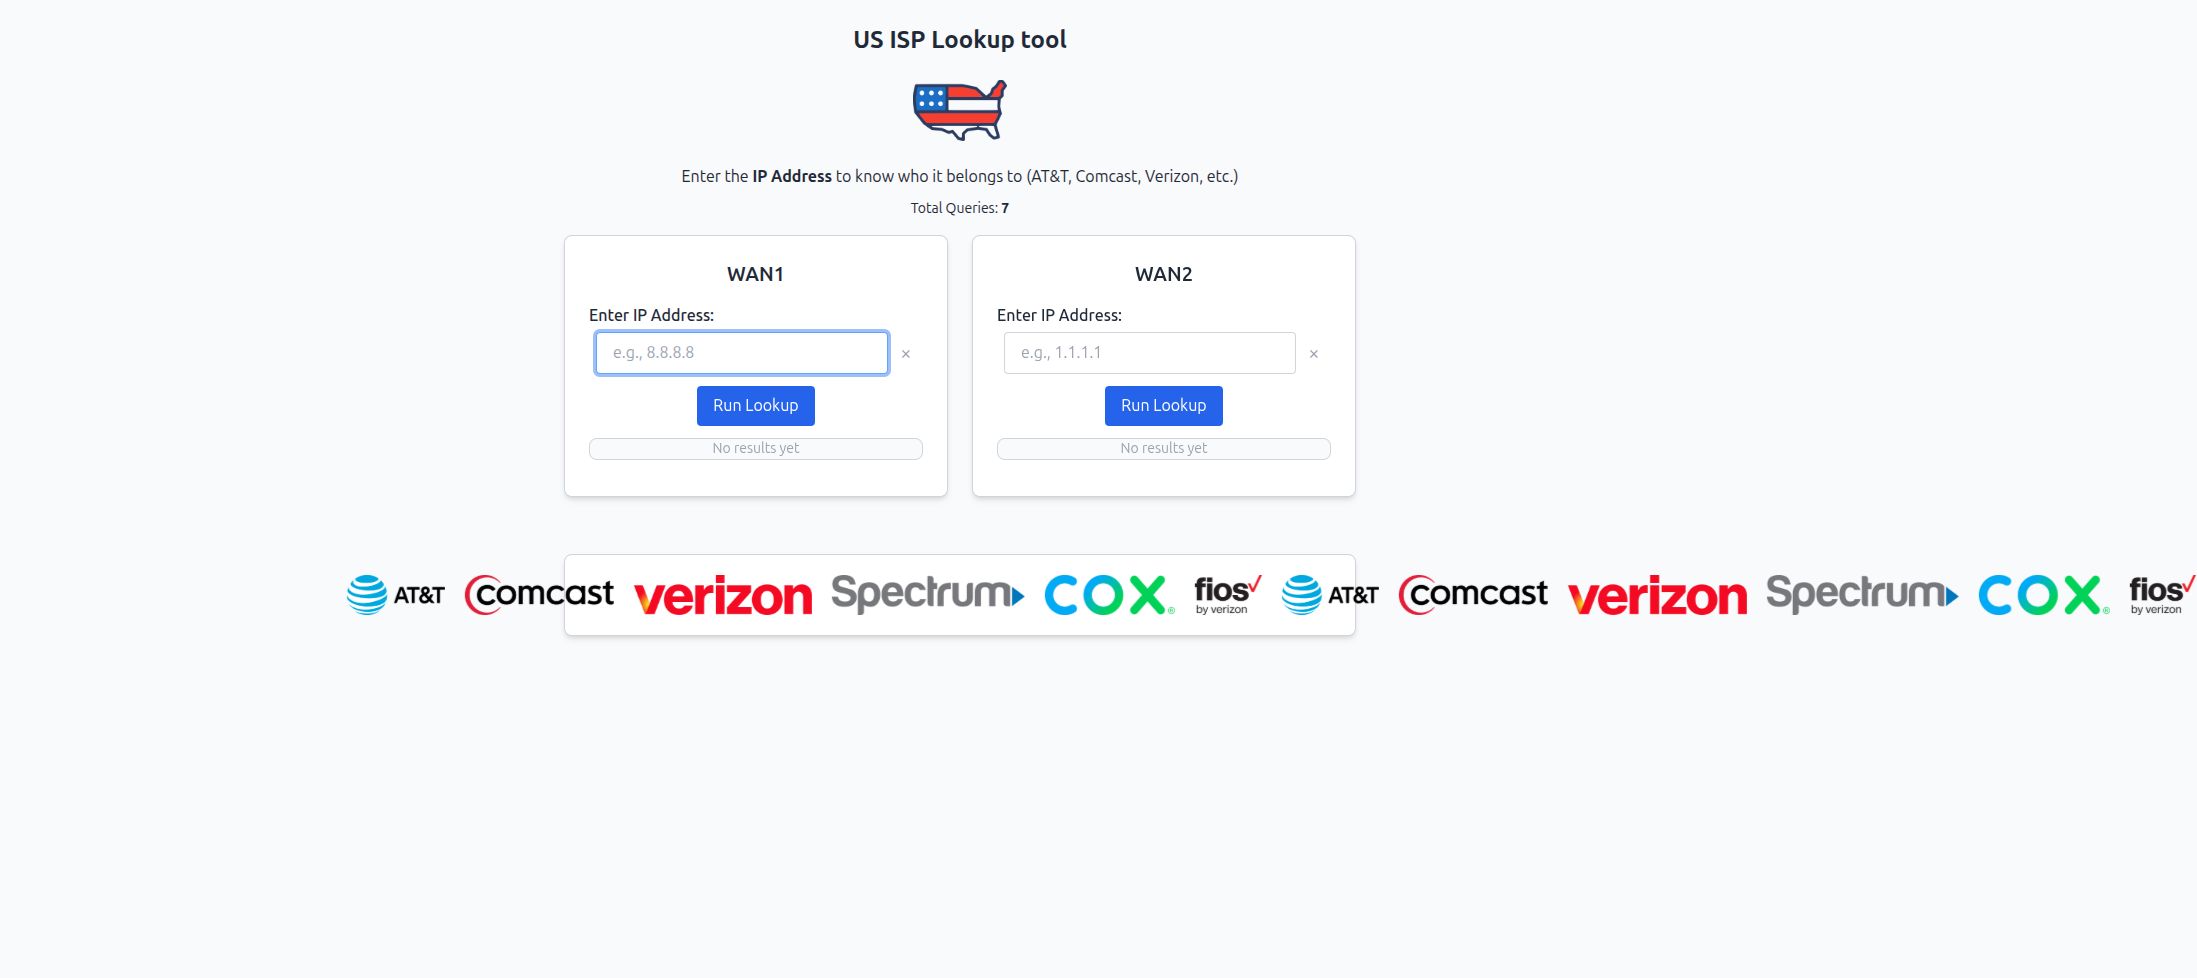 US ISP Lookup tool
Enter the IP Address to know who it belongs to (AT&T, Comcast, Verizon, etc.)
Total Queries: 7
WAN1
Enter IP Address:
e.g., 8.8.8.8
×
Run Lookup
No results yet
WAN2
Enter IP Address:
e.g., 1.1.1.1
×
Run Lookup
No results yet
AT&T comcast verizon Spectrum COX® fios by verizon AT&T comcast verizon Spectrum COX® fios by verizon